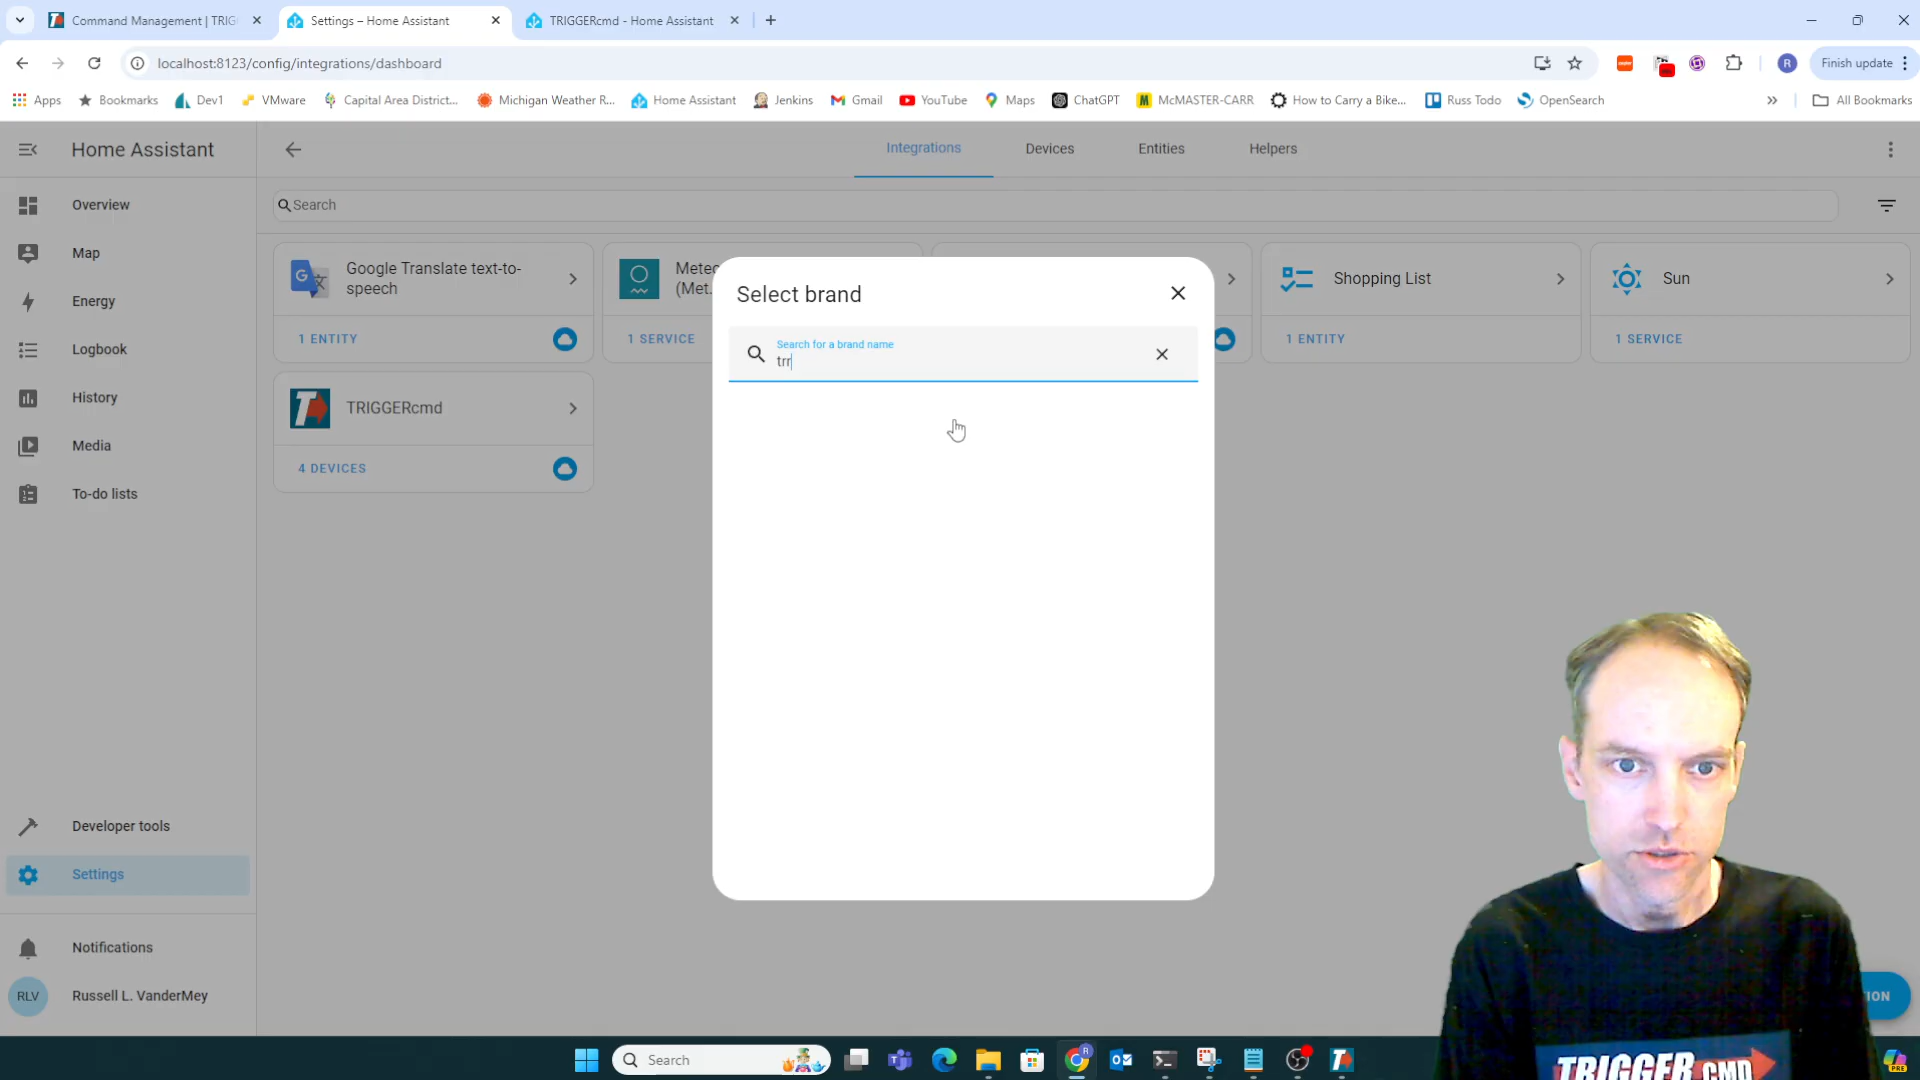 Command Management | TRIG
Settings – Home Assistant
TRIGGERcmd - Home Assistant
localhost:8123/config/integrations/dashboard
R
Finish update
Apps
Bookmarks
Dev1
VMware
Capital Area District...
Michigan Weather R...
Home Assistant
Jenkins
Gmail
YouTube
Maps
ChatGPT
McMASTER-CARR
How to Carry a Bike...
Russ Todo
OpenSearch
All Bookmarks
Home Assistant
Integrations
Devices
Entities
Helpers
Overview
Map
Energy
Logbook
History
Media
To-do lists
Developer tools
Settings
Notifications
RLV
Russell L. VanderMey
Search
Google Translate text-to-
speech
1 ENTITY
(Met.
1 SERVICE
Shopping List
1 ENTITY
Sun
1 SERVICE
TRIGGERcmd
4 DEVICES
Select brand
Search for a brand name
trr
ION
Search
TRIGGER CMD
PRE